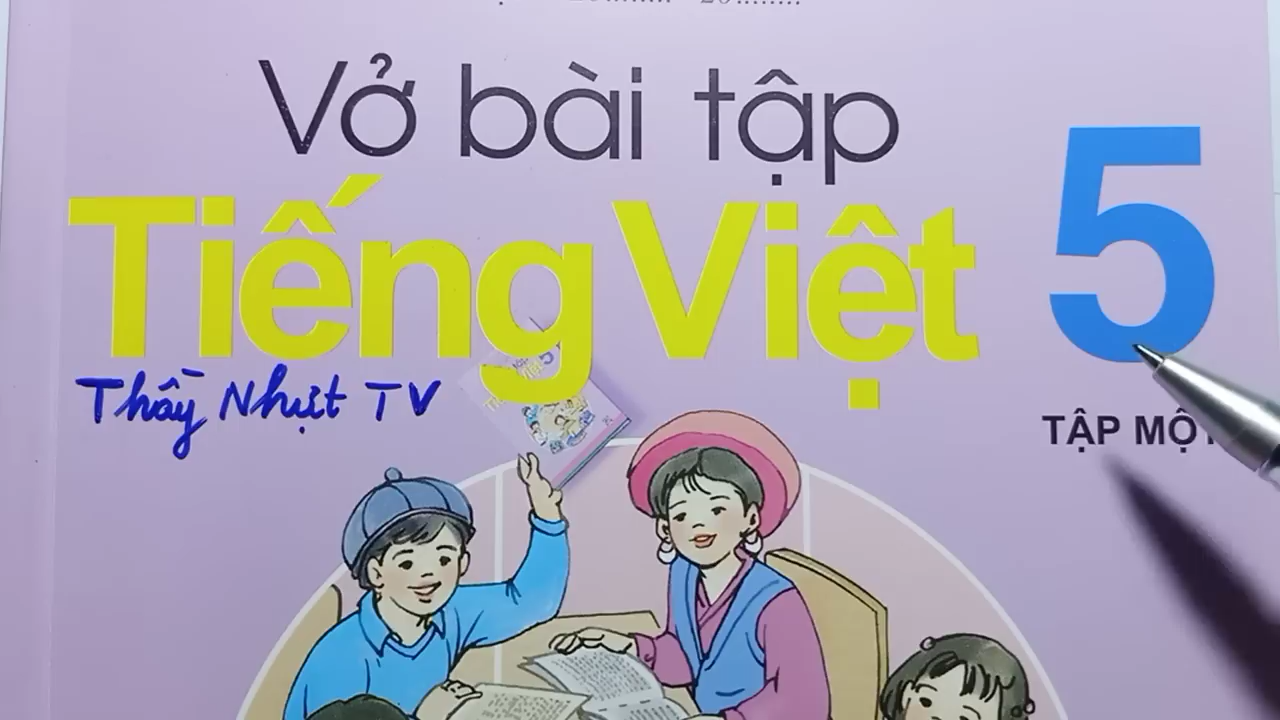 Vở bài tập
Tiếng Việt 5
Thầy Nhựt TV
TẬP MỘT